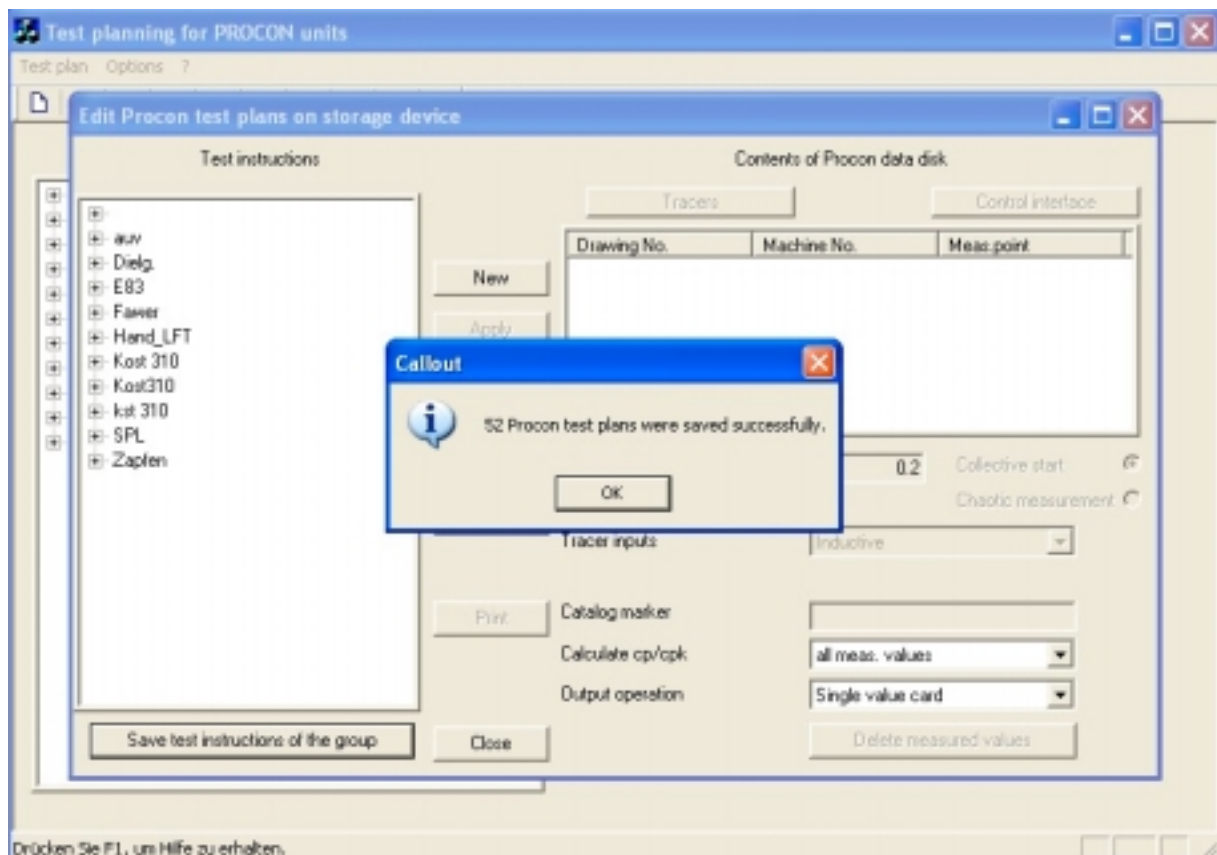 Test planning for PROCON units
Test plan Options ?
Edit Procon test plans on storage device
Test instructions
Contents of Procon data disk
Tracers
Control interface
Drawing No. Machine No. Meas.point
auv
Dielg.
E83
Fawer
Hand_LFT
Kost 310
Kost310
kst 310
SPL
Zapfen
New
Apply
Callout
52 Procon test plans were saved successfully.
OK
0.2
Collective start
Chaotic measurement
Tracer inputs
Inductive
Print
Catalog marker
Calculate cp/cpk
all meas. values
Output operation
Single value card
Save test instructions of the group
Close
Delete measured values
Drücken Sie F1, um Hilfe zu erhalten.